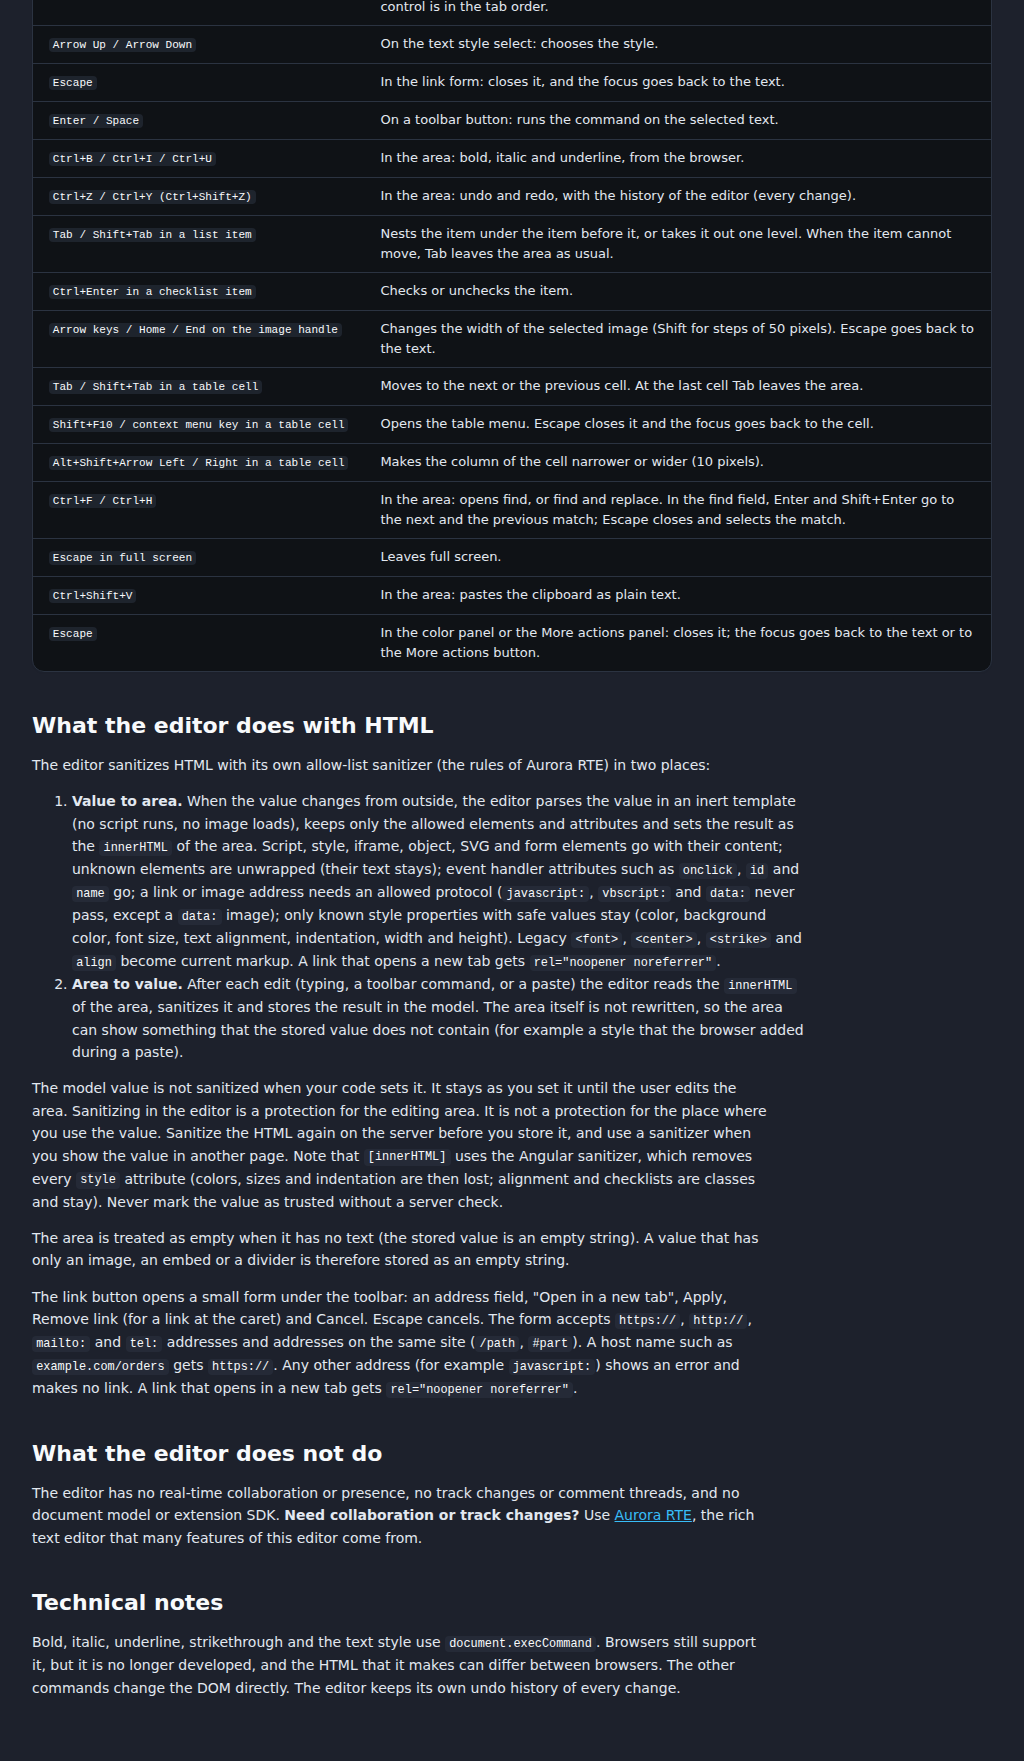 control is in the tab order.
Arrow Up / Arrow Down On the text style select: chooses the style.
Escape In the link form: closes it, and the focus goes back to the text.
Enter / Space On a toolbar button: runs the command on the selected text.
Ctrl+B / Ctrl+I / Ctrl+U In the area: bold, italic and underline, from the browser.
Ctrl+Z / Ctrl+Y (Ctrl+Shift+Z) In the area: undo and redo, with the history of the editor (every change).
Tab / Shift+Tab in a list item Nests the item under the item before it, or takes it out one level. When the item cannot
move, Tab leaves the area as usual.
Ctrl+Enter in a checklist item Checks or unchecks the item.
Arrow keys / Home / End on the image handle Changes the width of the selected image (Shift for steps of 50 pixels). Escape goes back to
the text.
Tab / Shift+Tab in a table cell Moves to the next or the previous cell. At the last cell Tab leaves the area.
Shift+F10 / context menu key in a table cell Opens the table menu. Escape closes it and the focus goes back to the cell.
Alt+Shift+Arrow Left / Right in a table cell Makes the column of the cell narrower or wider (10 pixels).
Ctrl+F / Ctrl+H In the area: opens find, or find and replace. In the find field, Enter and Shift+Enter go to
the next and the previous match; Escape closes and selects the match.
Escape in full screen Leaves full screen.
Ctrl+Shift+V In the area: pastes the clipboard as plain text.
Escape In the color panel or the More actions panel: closes it; the focus goes back to the text or to
the More actions button.
What the editor does with HTML
The editor sanitizes HTML with its own allow-list sanitizer (the rules of Aurora RTE) in two places:
1. Value to area. When the value changes from outside, the editor parses the value in an inert template
(no script runs, no image loads), keeps only the allowed elements and attributes and sets the result as
the innerHTML of the area. Script, style, iframe, object, SVG and form elements go with their content;
unknown elements are unwrapped (their text stays); event handler attributes such as onclick, id and
name go; a link or image address needs an allowed protocol (javascript:, vbscript: and data: never
pass, except a data: image); only known style properties with safe values stay (color, background
color, font size, text alignment, indentation, width and height). Legacy <font>, <center>, <strike> and
align become current markup. A link that opens a new tab gets rel="noopener noreferrer".
2. Area to value. After each edit (typing, a toolbar command, or a paste) the editor reads the innerHTML
of the area, sanitizes it and stores the result in the model. The area itself is not rewritten, so the area
can show something that the stored value does not contain (for example a style that the browser added
during a paste).
The model value is not sanitized when your code sets it. It stays as you set it until the user edits the
area. Sanitizing in the editor is a protection for the editing area. It is not a protection for the place where
you use the value. Sanitize the HTML again on the server before you store it, and use a sanitizer when
you show the value in another page. Note that [innerHTML] uses the Angular sanitizer, which removes
every style attribute (colors, sizes and indentation are then lost; alignment and checklists are classes
and stay). Never mark the value as trusted without a server check.
The area is treated as empty when it has no text (the stored value is an empty string). A value that has
only an image, an embed or a divider is therefore stored as an empty string.
The link button opens a small form under the toolbar: an address field, "Open in a new tab", Apply,
Remove link (for a link at the caret) and Cancel. Escape cancels. The form accepts https://, http://,
mailto: and tel: addresses and addresses on the same site (/path, #part). A host name such as
example.com/orders gets https://. Any other address (for example javascript:) shows an error and
makes no link. A link that opens in a new tab gets rel="noopener noreferrer".
What the editor does not do
The editor has no real-time collaboration or presence, no track changes or comment threads, and no
document model or extension SDK. Need collaboration or track changes? Use Aurora RTE, the rich
text editor that many features of this editor come from.
Technical notes
Bold, italic, underline, strikethrough and the text style use document.execCommand. Browsers still support
it, but it is no longer developed, and the HTML that it makes can differ between browsers. The other
commands change the DOM directly. The editor keeps its own undo history of every change.